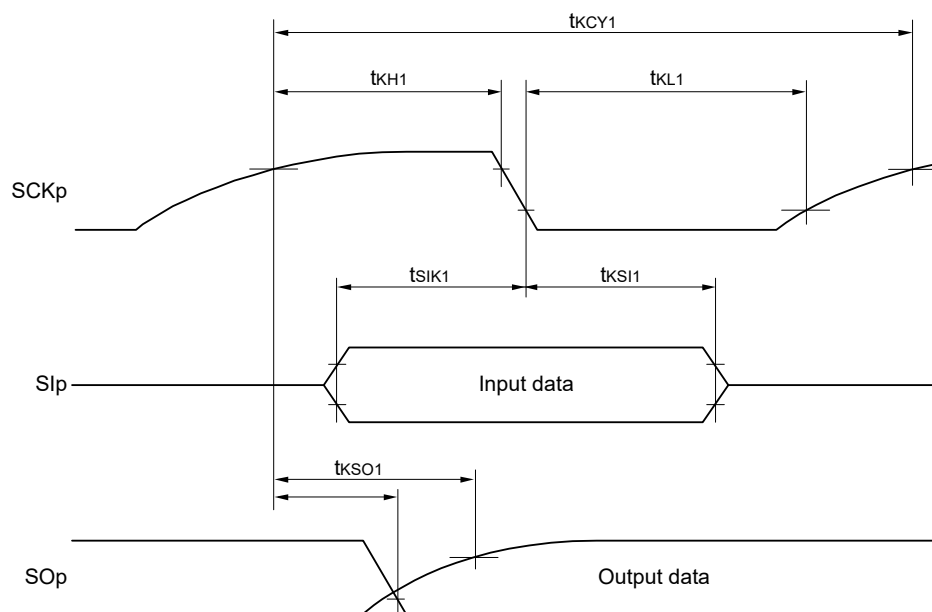 tKCY1
tKH1
tKL1
SCKp
tSIK1
tKSI1
SIp
Input data
tKSO1
SOp
Output data